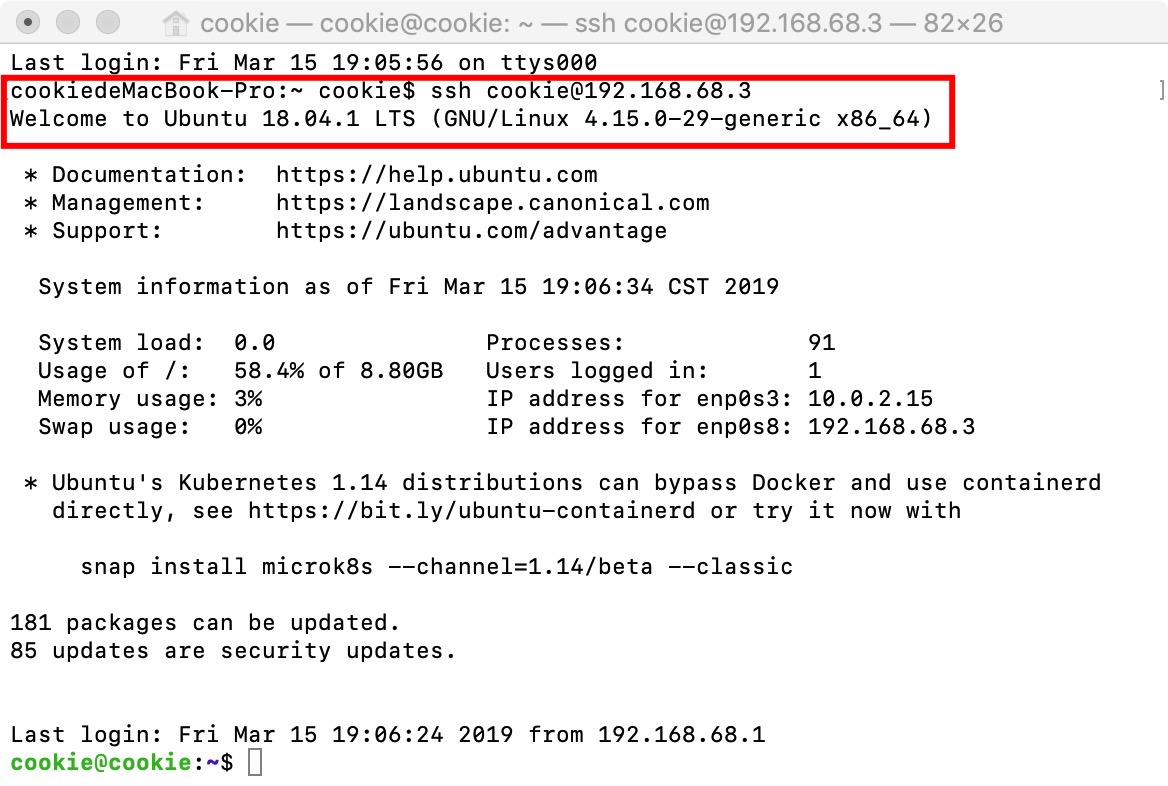 cookie — cookie@cookie: ~ — ssh cookie@192.168.68.3 — 82×26
Last login: Fri Mar 15 19:05:56 on ttys000
cookiedeMacBook-Pro:~ cookie$ ssh cookie@192.168.68.3
Welcome to Ubuntu 18.04.1 LTS (GNU/Linux 4.15.0-29-generic x86_64)
* Documentation:  https://help.ubuntu.com
* Management:     https://landscape.canonical.com
* Support:        https://ubuntu.com/advantage
System information as of Fri Mar 15 19:06:34 CST 2019
System load:  0.0               Processes:             91
Usage of /:   58.4% of 8.80GB   Users logged in:       1
Memory usage: 3%                IP address for enp0s3: 10.0.2.15
Swap usage:   0%                IP address for enp0s8: 192.168.68.3
* Ubuntu's Kubernetes 1.14 distributions can bypass Docker and use containerd
directly, see https://bit.ly/ubuntu-containerd or try it now with
snap install microk8s --channel=1.14/beta --classic
181 packages can be updated.
85 updates are security updates.
Last login: Fri Mar 15 19:06:24 2019 from 192.168.68.1
cookie@cookie:~$